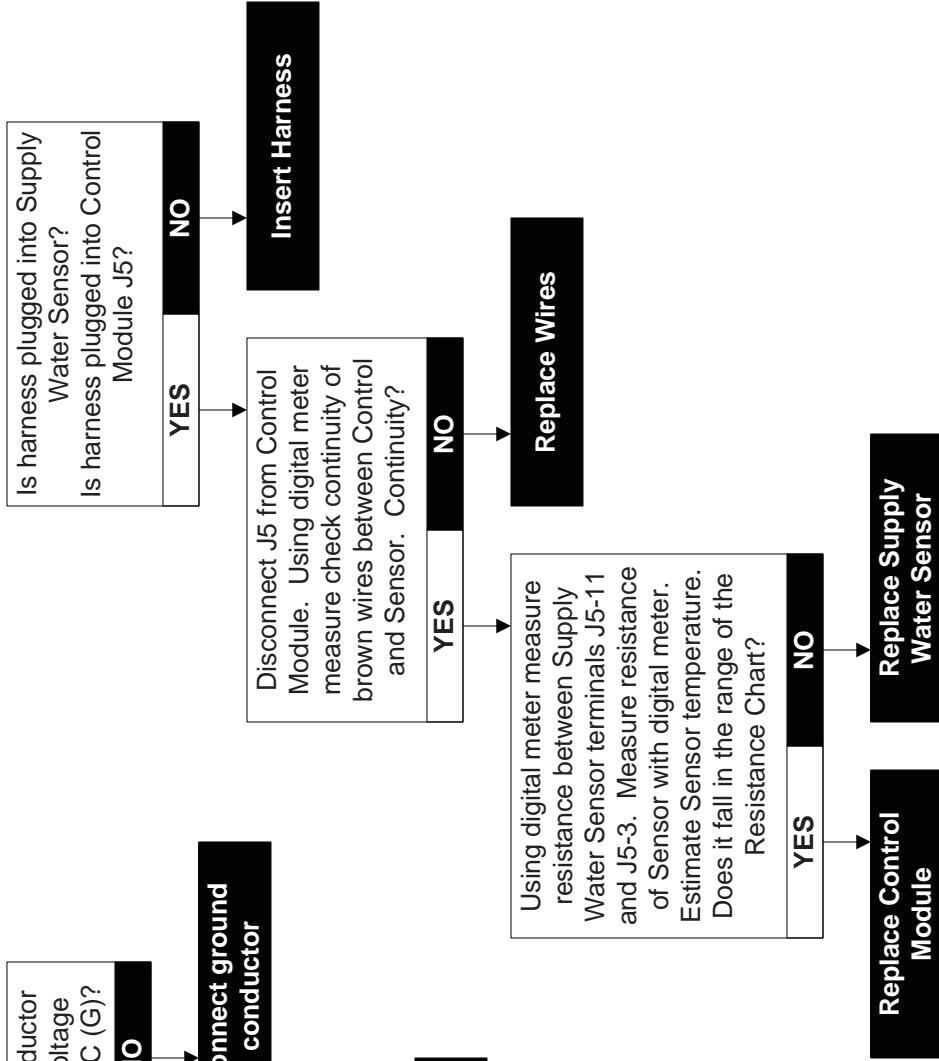 Is harness plugged into Supply
Water Sensor?
Is harness plugged into Control
Module J5?
YES
NO
Insert Harness
Disconnect J5 from Control
Module. Using digital meter
measure check continuity of
brown wires between Control
and Sensor. Continuity?
YES
NO
Replace Wires
Using digital meter measure
resistance between Supply
Water Sensor terminals J5-11
and J5-3. Measure resistance
of Sensor with digital meter.
Estimate Sensor temperature.
Does it fall in the range of the
Resistance Chart?
YES
NO
Replace Control
Module
Replace Supply
Water Sensor
C (G)?
ground
conductor